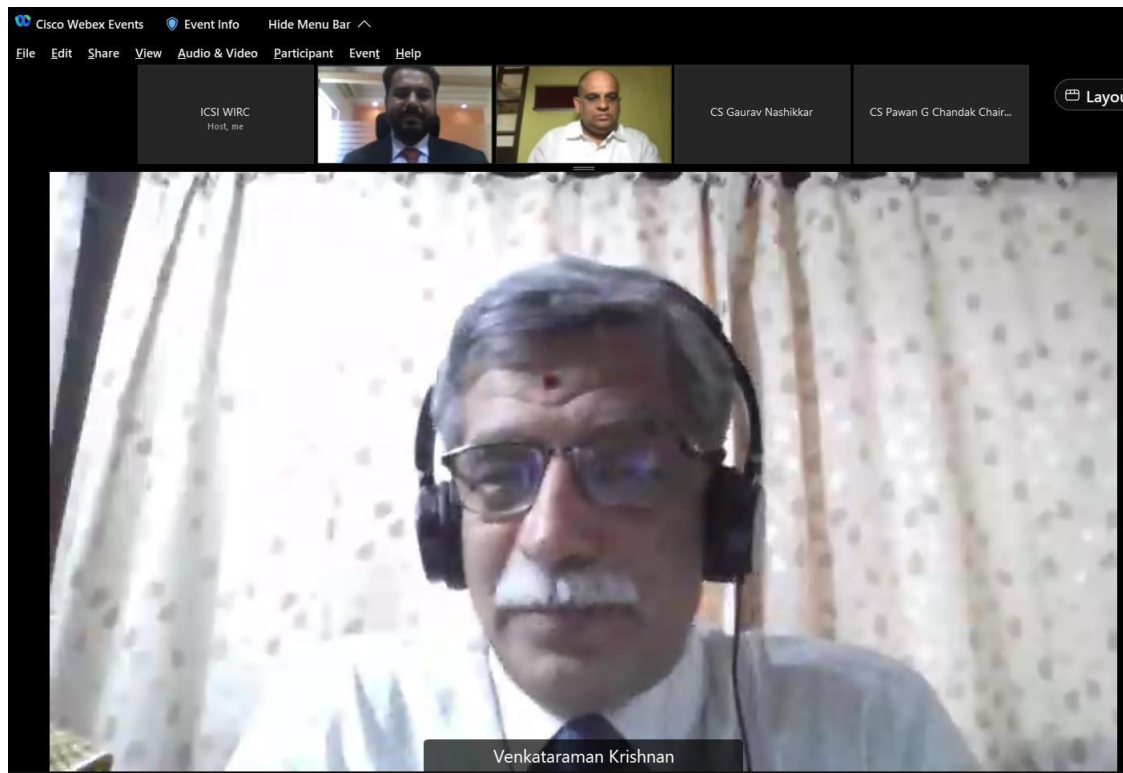 Cisco Webex Events Event Info Hide Menu Bar
File Edit Share View Audio & Video Participant Event Help
ICSI WIRC
Host, me
CS Gaurav Nashikkar
CS Pawan G Chandak Chair...
Layou
Venkataraman Krishnan